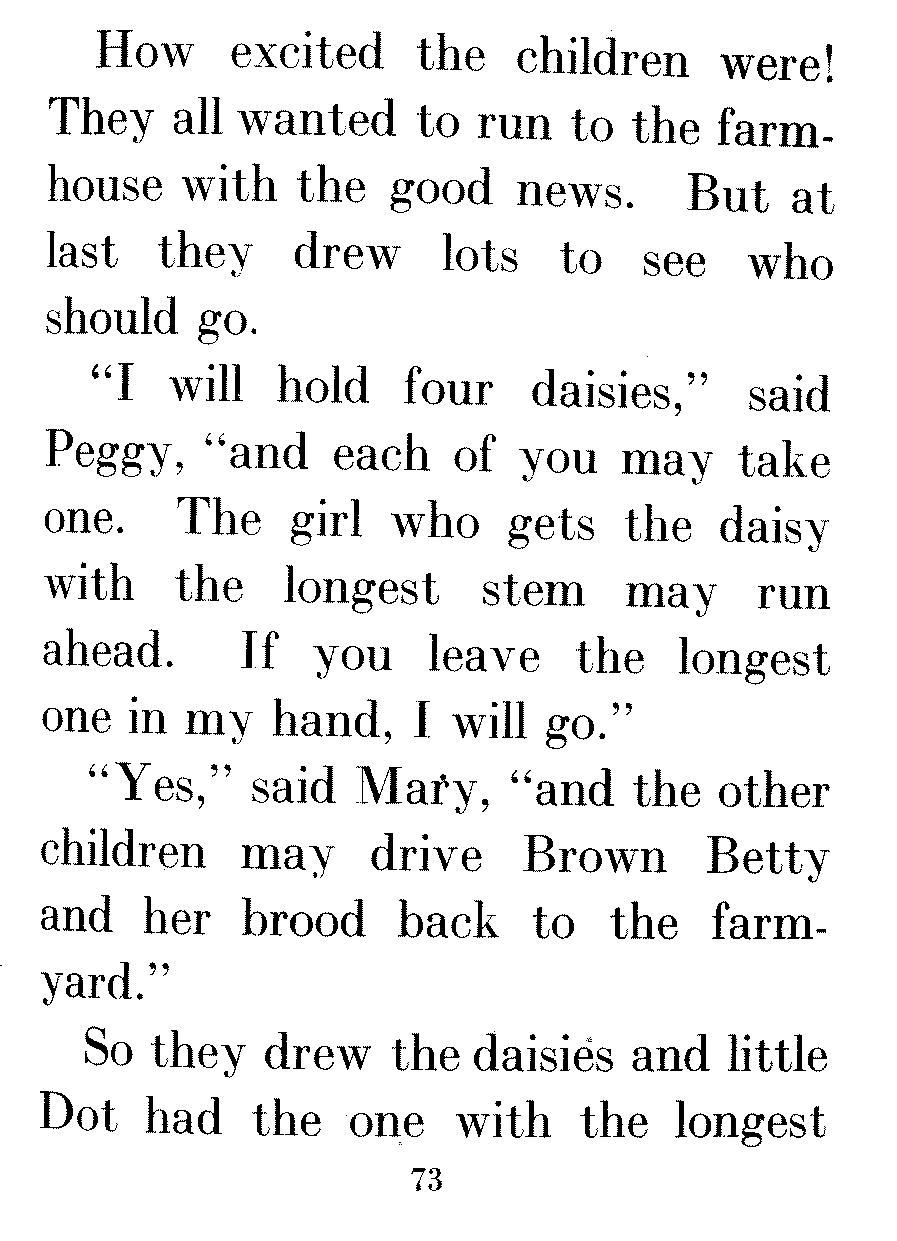 How excited the children were!
They all wanted to run to the farm-
house with the good news. But at
last they drew lots to see who
should go.
“I will hold four daisies,” said
Peggy, “and each of you may take
one. The girl who gets the daisy
with the longest stem may run
ahead. If you leave the longest
one in my hand, I will go.”
“Yes,” said Mary, “and the other
children may drive Brown Betty
and her brood back to the farm-
yard.”
So they drew the daisies and little
Dot had the one with the longest
73